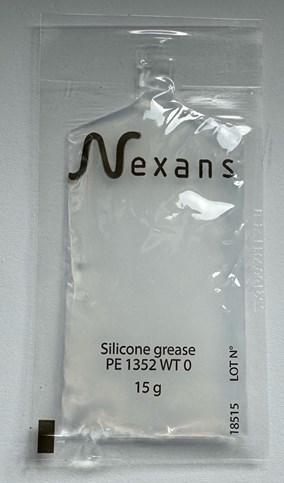 Nexans
Silicone grease
PE 1352 WT 0
15 g
18515 LOT N°